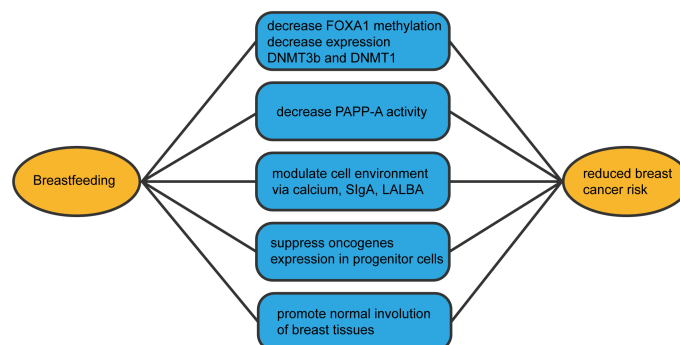 decrease FOXA1 methylation
decrease expression
DNMT3b and DNMT1
decrease PAPP-A activity
Breastfeeding
modulate cell environment
via calcium, SIgA, LALBA
reduced breast
cancer risk
suppress oncogenes
expression in progenitor cells
promote normal involution
of breast tissues